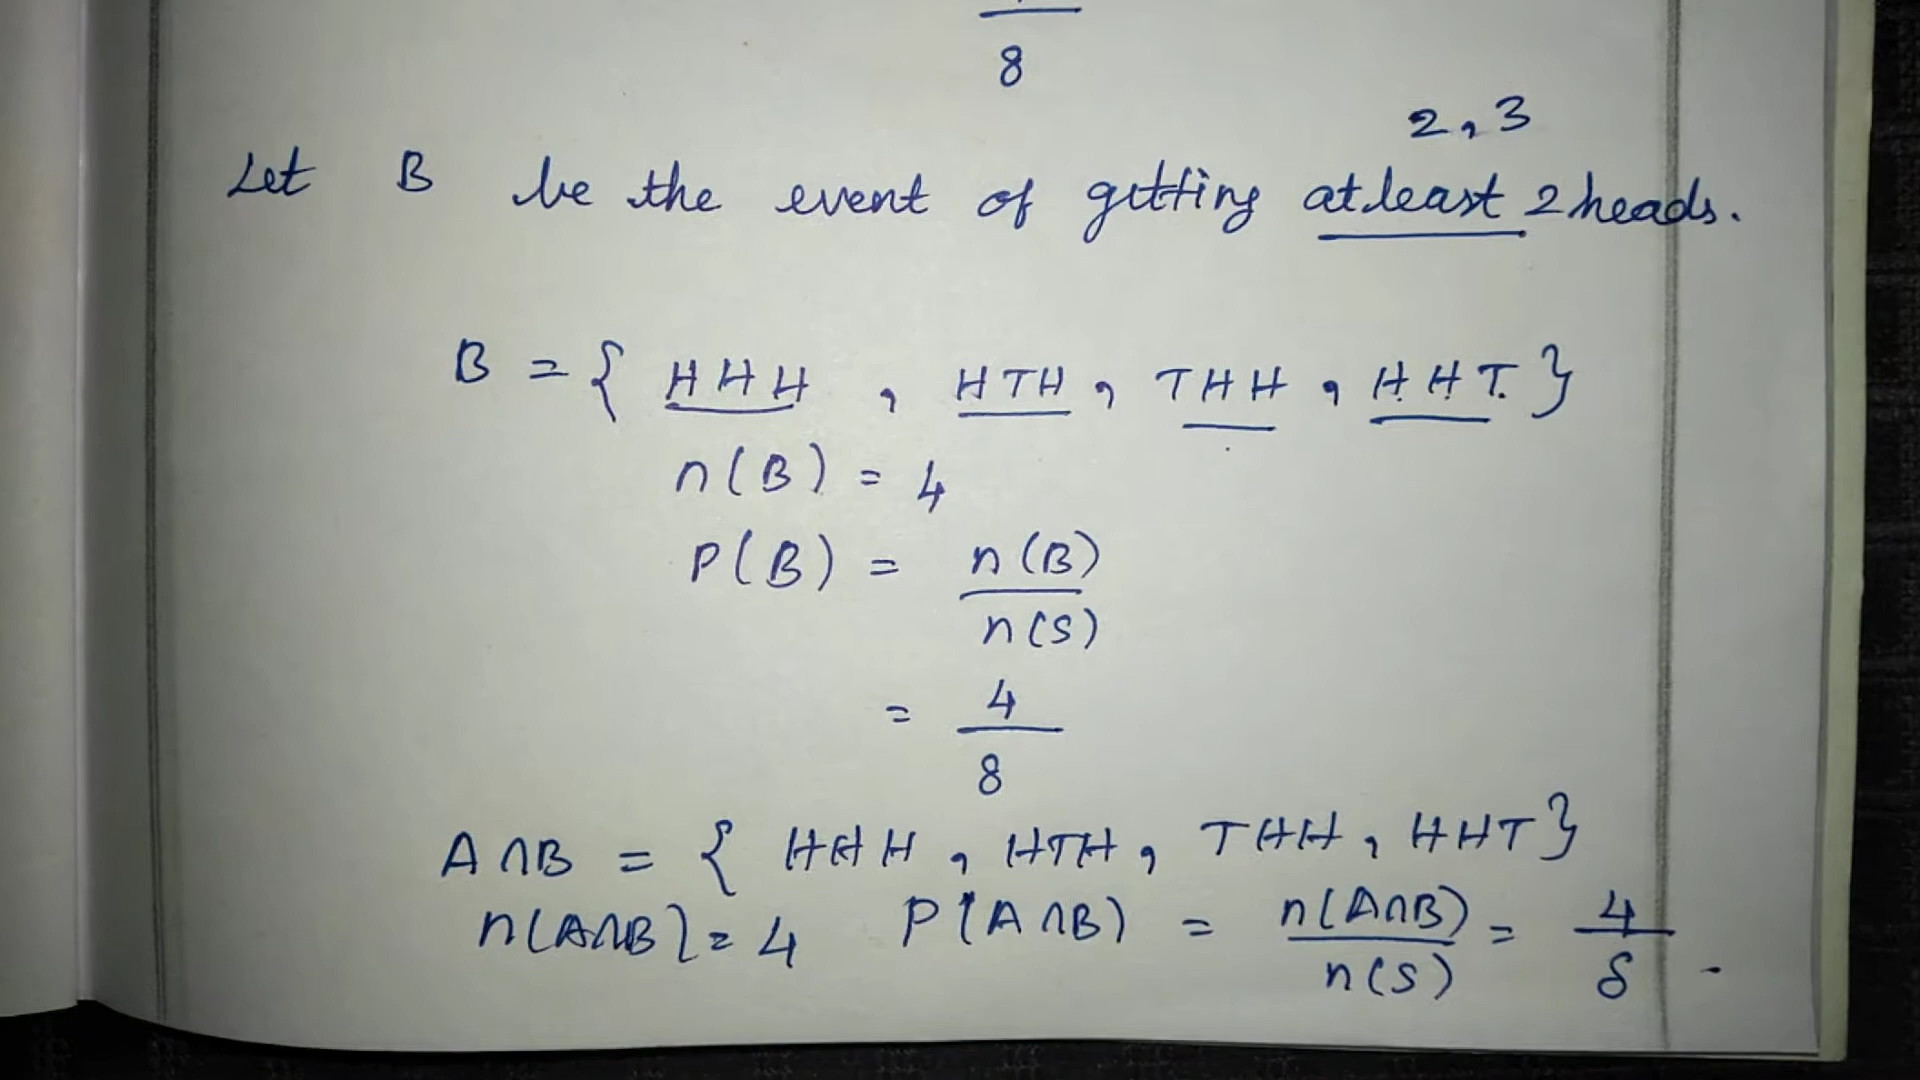 8
2, 3
Let B be the event of getting atleast 2 heads.
B = { HHH , HTH , THH , HHT. }
n(B) = 4
P(B) = n(B)
n(S)
= 4
8
A∩B = { HHH , HTH , THH , HHT }
n(A∩B) = 4 P(A∩B) = n(A∩B) = 4
n(S) 8 .